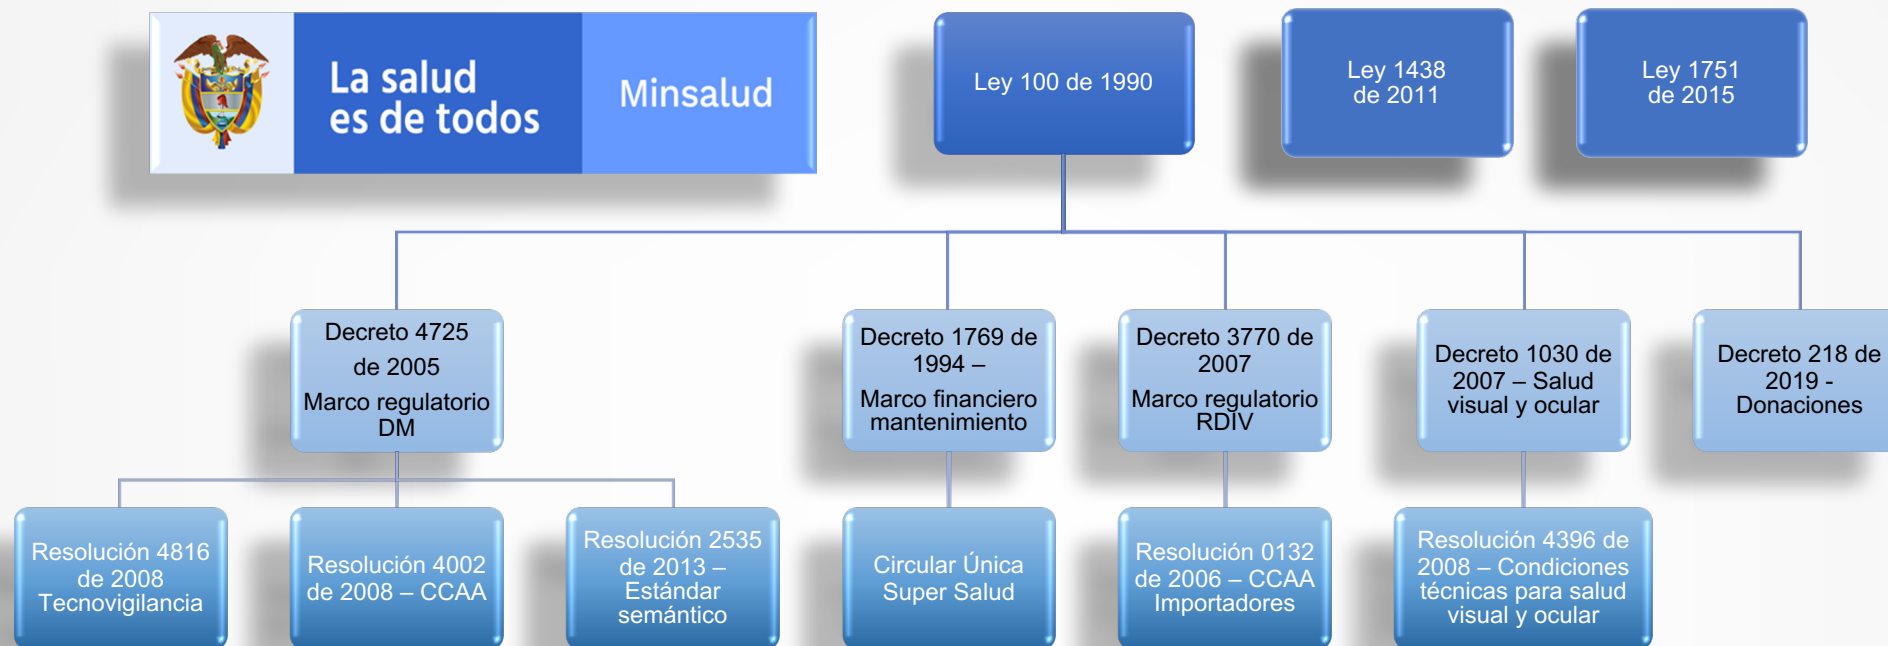 La salud
es de todos
Minsalud
Ley 100 de 1990
Ley 1438
de 2011
Ley 1751
de 2015
Decreto 4725
de 2005
Marco regulatorio
DM
Decreto 1769 de
1994 –
Marco financiero
mantenimiento
Decreto 3770 de
2007
Marco regulatorio
RDIV
Decreto 1030 de
2007 – Salud
visual y ocular
Decreto 218 de
2019 -
Donaciones
Resolución 4816
de 2008
Tecnovigilancia
Resolución 4002
de 2008 – CCAA
Resolución 2535
de 2013 –
Estándar
semántico
Circular Única
Super Salud
Resolución 0132
de 2006 – CCAA
Importadores
Resolución 4396 de
2008 – Condiciones
técnicas para salud
visual y ocular